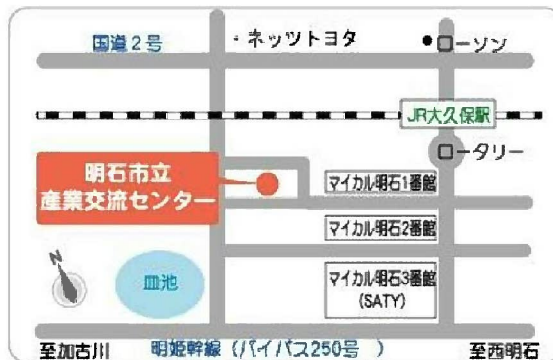 国道2号
・ネッツトヨタ
●ローソン
JR大久保駅
ロータリー
明石市立
産業交流センター
マイカル明石1番館
マイカル明石2番館
マイカル明石3番館
(SATY)
N
皿池
至加古川
明姫幹線(バイパス250号 )
至西明石